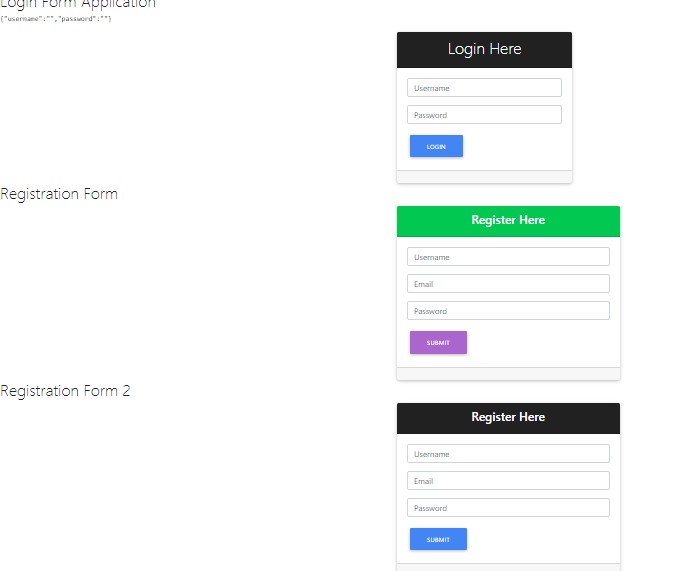 Login Form Application
{"username":"","password":""}
Login Here
Username
Password
LOGIN
Registration Form
Register Here
Username
Email
Password
SUBMIT
Registration Form 2
Register Here
Username
Email
Password
SUBMIT